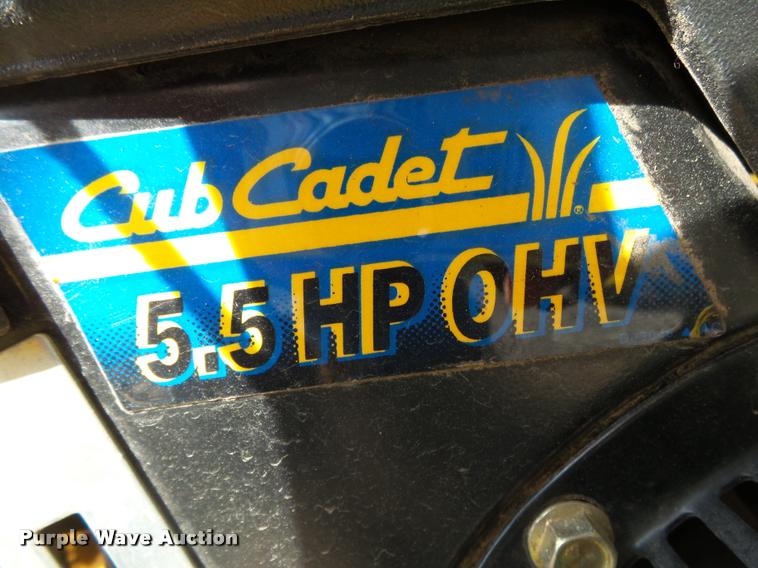 Cub Cadet ®
5.5 HP OHV
Purple Wave Auction